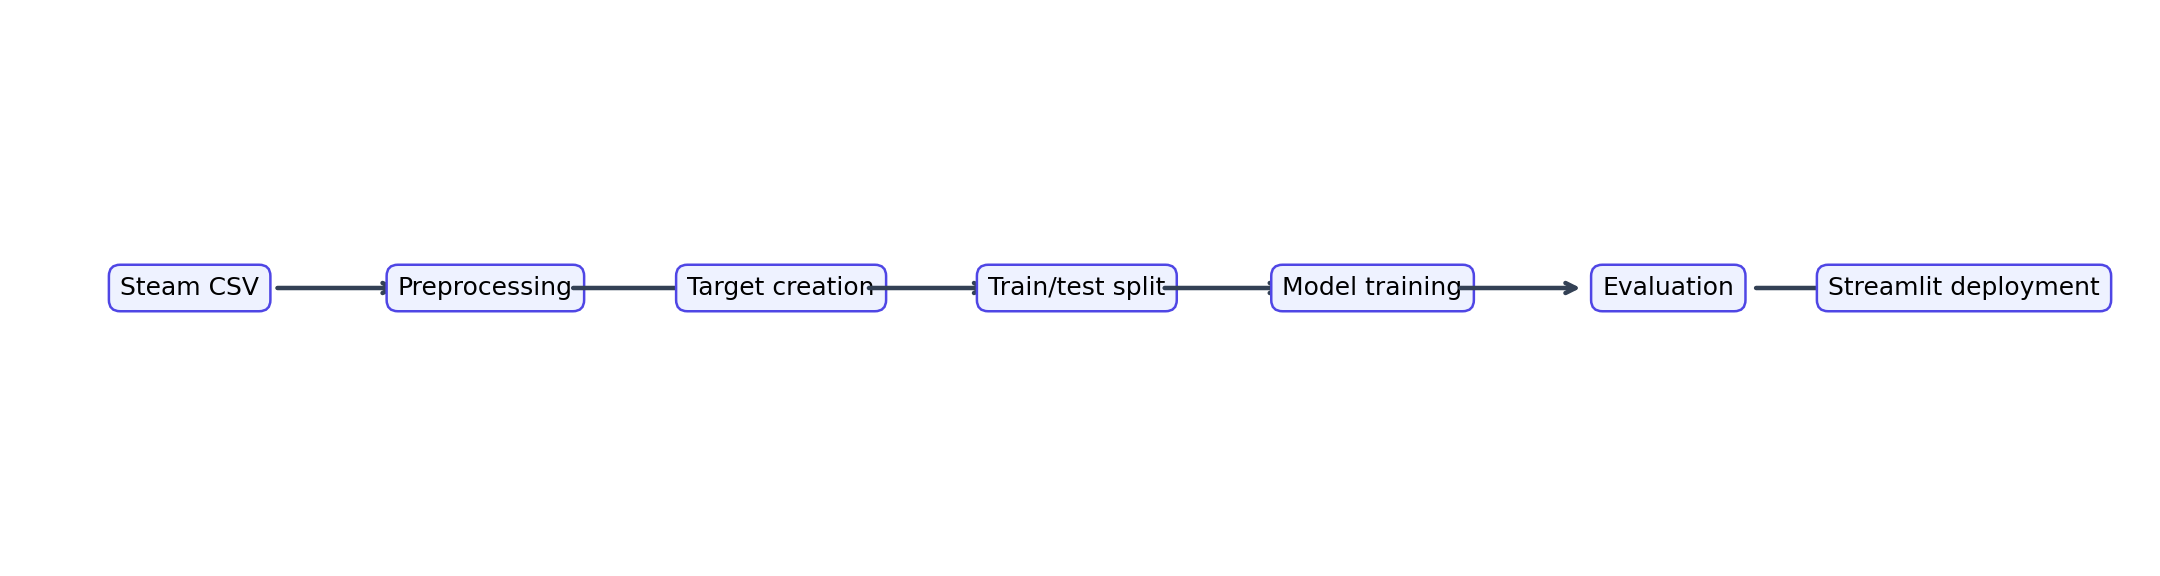 Steam CSV
Preprocessing
Target creation
Train/test split
Model training
Evaluation
Streamlit deployment